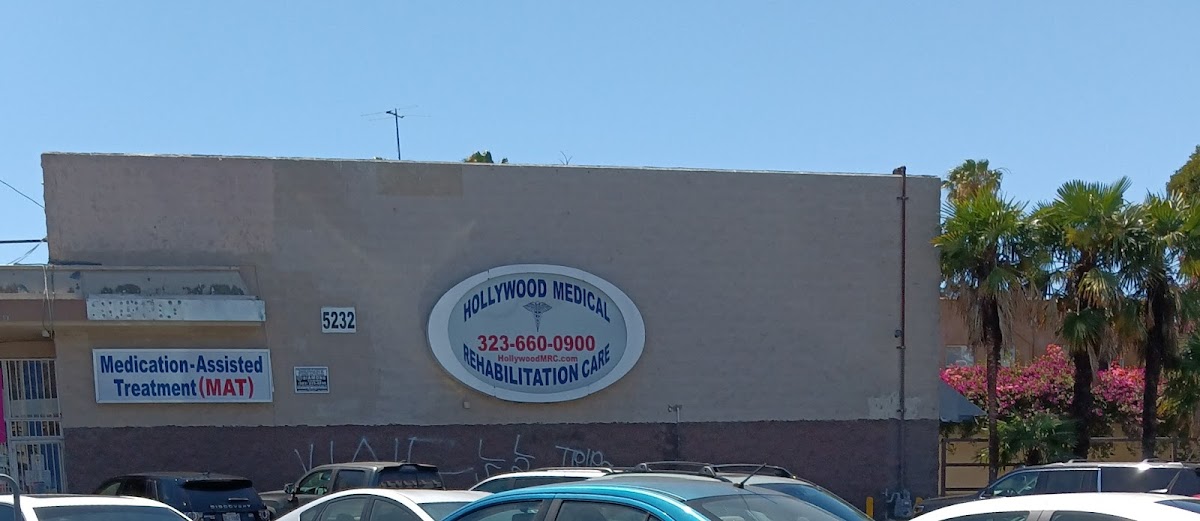 HOLLYWOOD MEDICAL
323-660-0900
HollywoodMRC.com
REHABILITATION CARE
5232
Medication-Assisted
Treatment (MAT)